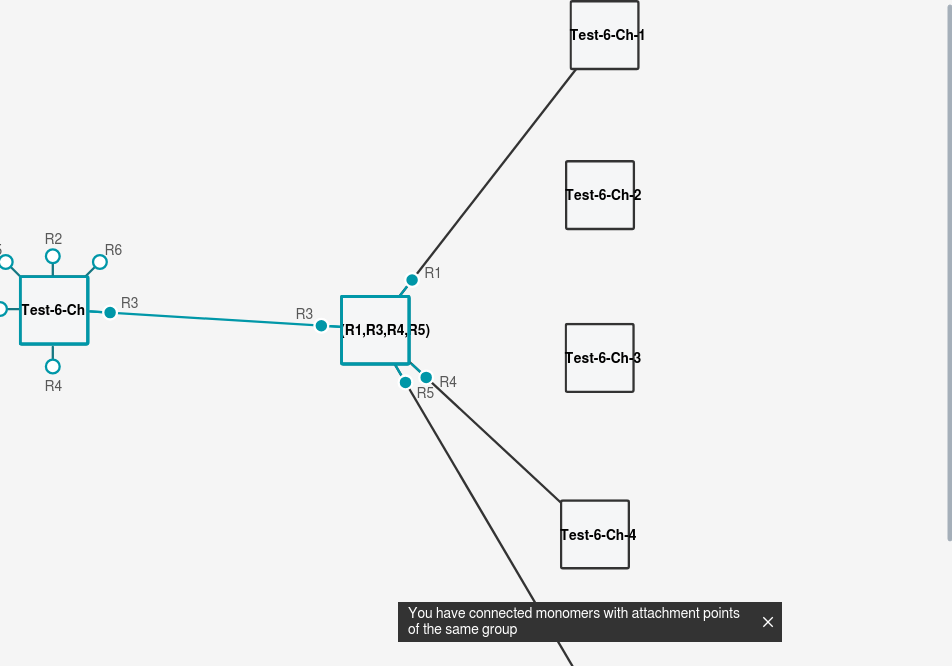 Test-6-Ch-1
Test-6-Ch-2
R2
R6
R1
Test-6-Ch
R3
R3
(R1,R3,R4,R5)
Test-6-Ch-3
R4
R4
R5
Test-6-Ch-4
You have connected monomers with attachment points
of the same group